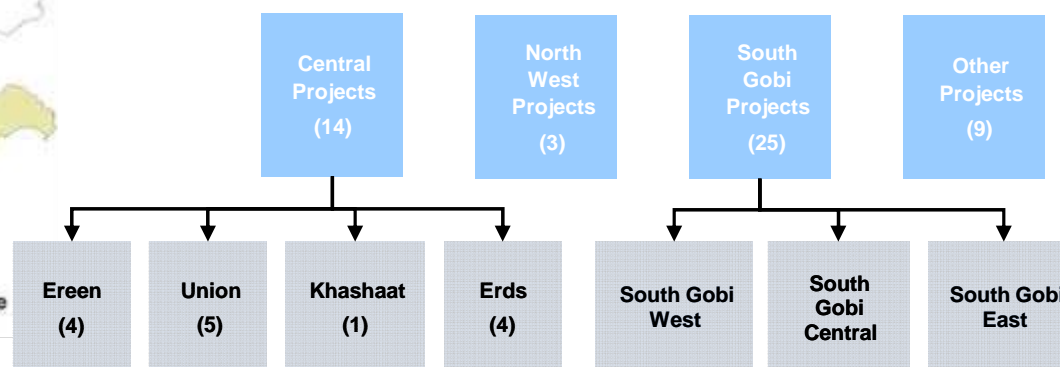 Central
Projects
(14)
North
West
Projects
(3)
South
Gobi
Projects
(25)
Other
Projects
(9)
Ereen
(4)
Union
(5)
Khashaat
(1)
Erds
(4)
South Gobi
West
South
Gobi
Central
South Gobi
East